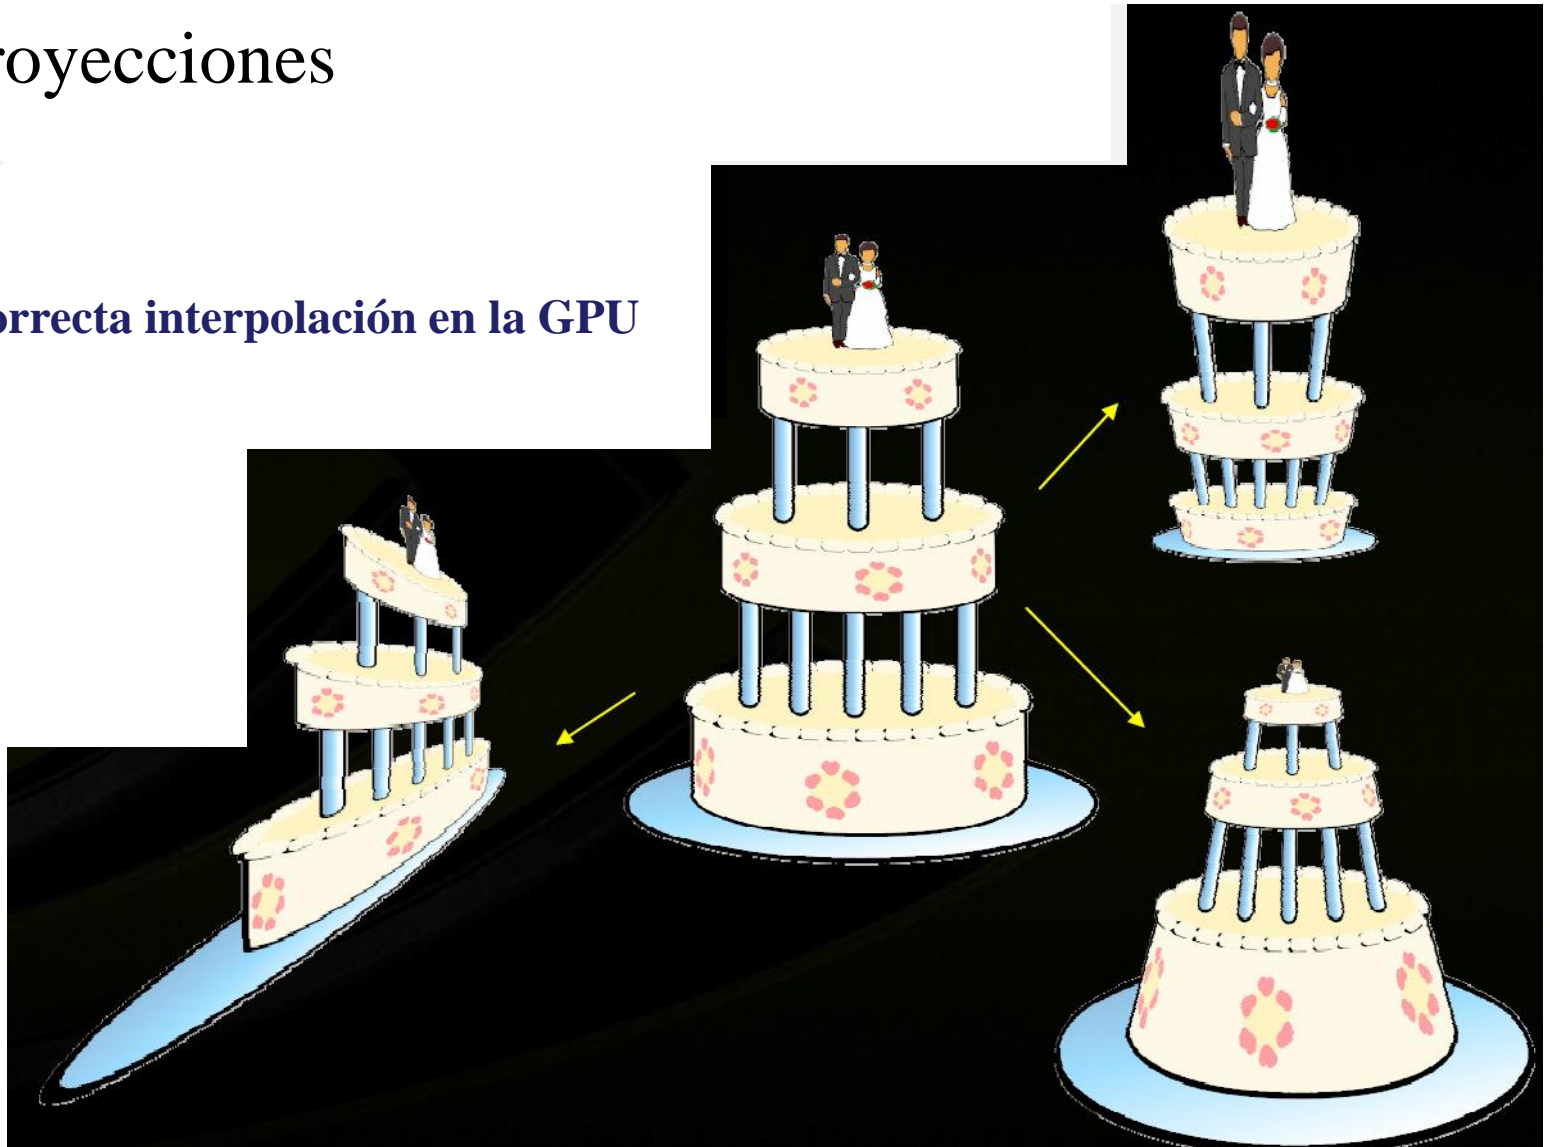 royecciones
orrecta interpolación en la GPU